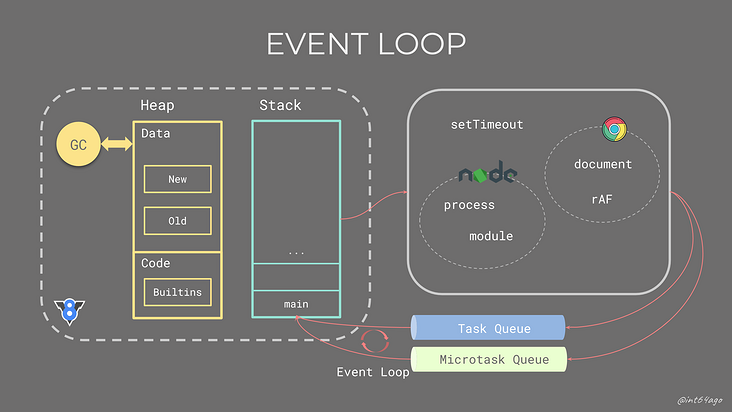 EVENT LOOP
Heap
Stack
GC
Data
New
Old
Code
Builtins
...
main
setTimeout
document
rAF
node
process
module
Task Queue
Microtask Queue
Event Loop
@int64ago